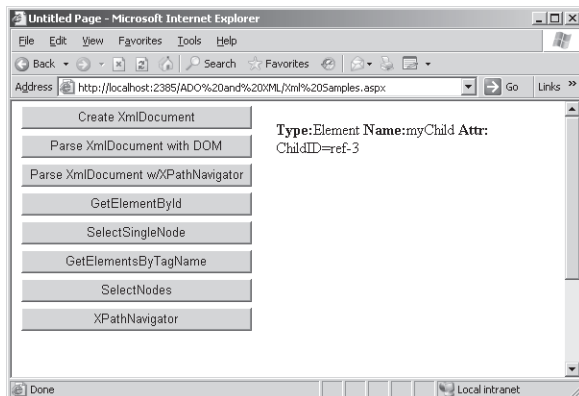 Untitled Page - Microsoft Internet Explorer
File Edit View Favorites Tools Help
Back Search Favorites
Address http://localhost:2385/ADO%20and%20XML/Xml%20Samples.aspx Go Links »
Create XmlDocument
Parse XmlDocument with DOM
Parse XmlDocument w/XPathNavigator
GetElementById
SelectSingleNode
GetElementsByTagName
SelectNodes
XPathNavigator
Type:Element Name:myChild Attr:
ChildID=ref-3
Done Local intranet